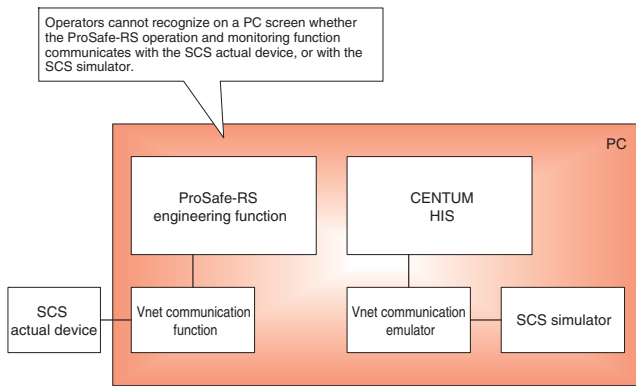 Operators cannot recognize on a PC screen whether
the ProSafe-RS operation and monitoring function
communicates with the SCS actual device, or with the
SCS simulator.
PC
ProSafe-RS
engineering function
CENTUM
HIS
SCS
actual device
Vnet communication
function
Vnet communication
emulator
SCS simulator